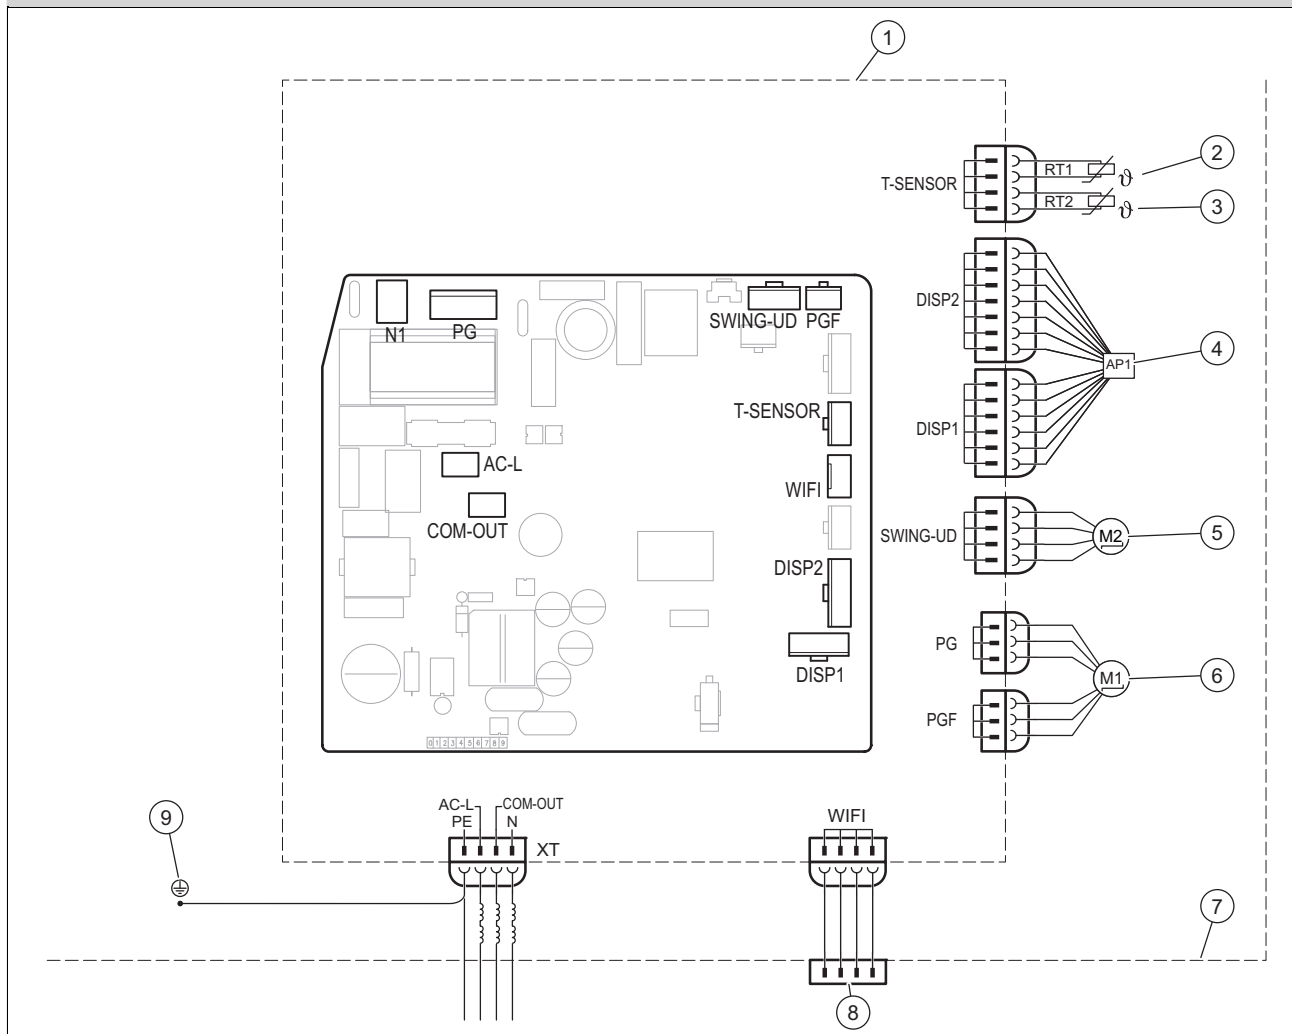 1
T-SENSOR
RT1
ϑ
2
RT2
ϑ
3
DISP2
AP1
4
DISP1
SWING-UD
M2
5
PG
M1
6
PGF
N1
PG
SWING-UD
PGF
T-SENSOR
AC-L
WIFI
COM-OUT
DISP2
DISP1
0 1 2 3 4 5 6 7 8 9
AC-L
COM-OUT
PE
N
XT
WIFI
9
7
8